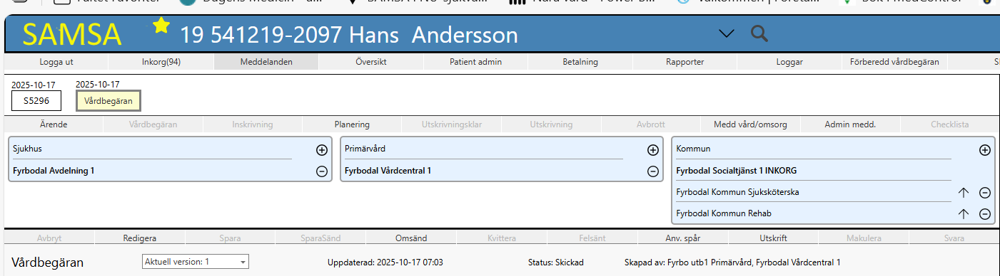 SAMSA 19 541219-2097 Hans Andersson
Logga ut Inkorg(94) Meddelanden Översikt Patient admin Betalning Rapporter Loggar Förberedd vårdbegäran
2025-10-17 2025-10-17
S5296 Vårdbegäran
Ärende Vårdbegäran Inskrivning Planering Utskrivningsklar Utskrivning Avbrott Medd vård/omsorg Admin medd. Checklista
Sjukhus Primärvård Kommun
Fyrbodal Avdelning 1 Fyrbodal Vårdcentral 1 Fyrbodal Socialtjänst 1 INKORG
Fyrbodal Kommun Sjuksköterska
Fyrbodal Kommun Rehab
Avbryt Redigera Spara SparaSänd Omsänd Kvittera Felsänt Anv. spår Utskrift Makulera Svara
Vårdbegäran Aktuell version: 1 Uppdaterad: 2025-10-17 07:03 Status: Skickad Skapad av: Fyrbo utb1 Primärvård, Fyrbodal Vårdcentral 1